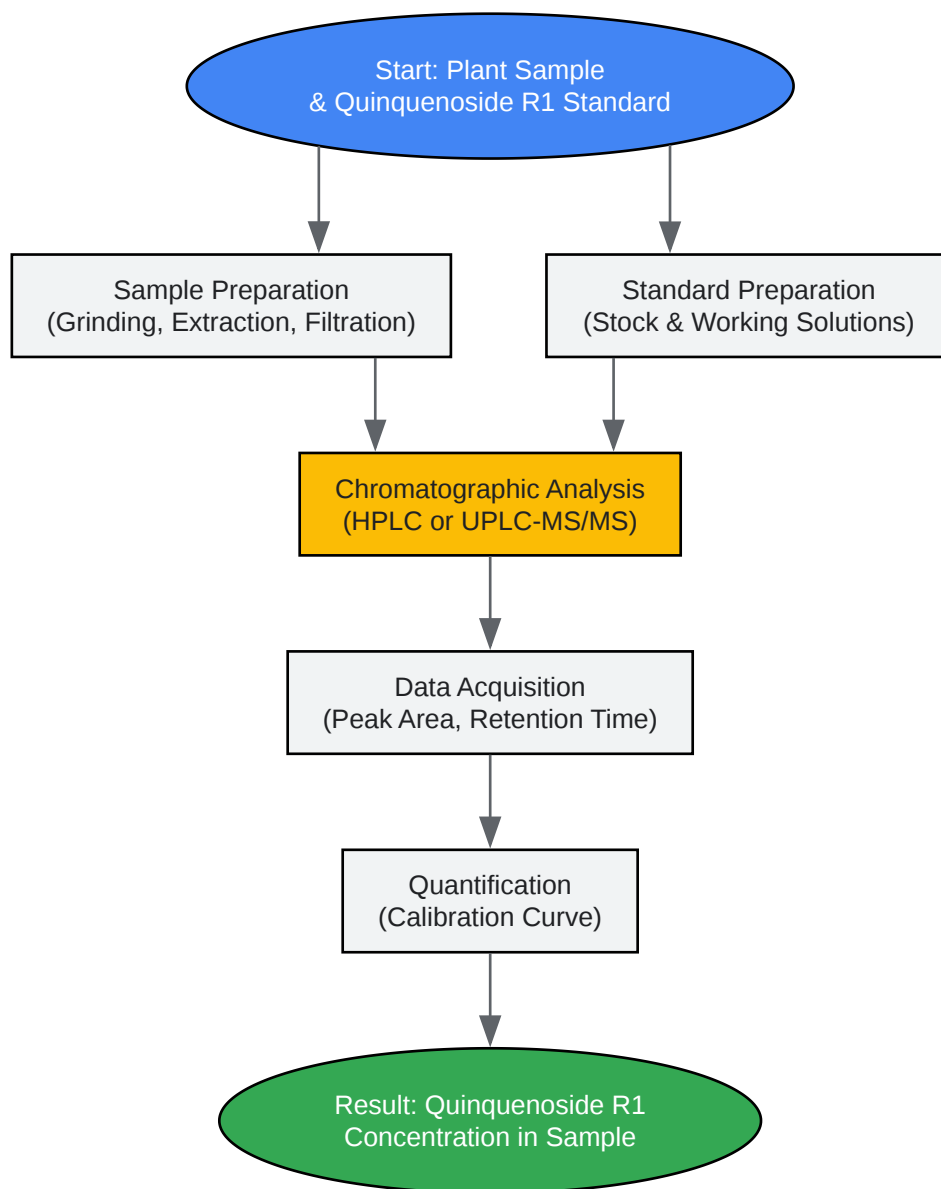 Start: Plant Sample
& Quinquenoside R1 Standard
Sample Preparation
(Grinding, Extraction, Filtration)
Standard Preparation
(Stock & Working Solutions)
Chromatographic Analysis
(HPLC or UPLC-MS/MS)
Data Acquisition
(Peak Area, Retention Time)
Quantification
(Calibration Curve)
Result: Quinquenoside R1
Concentration in Sample